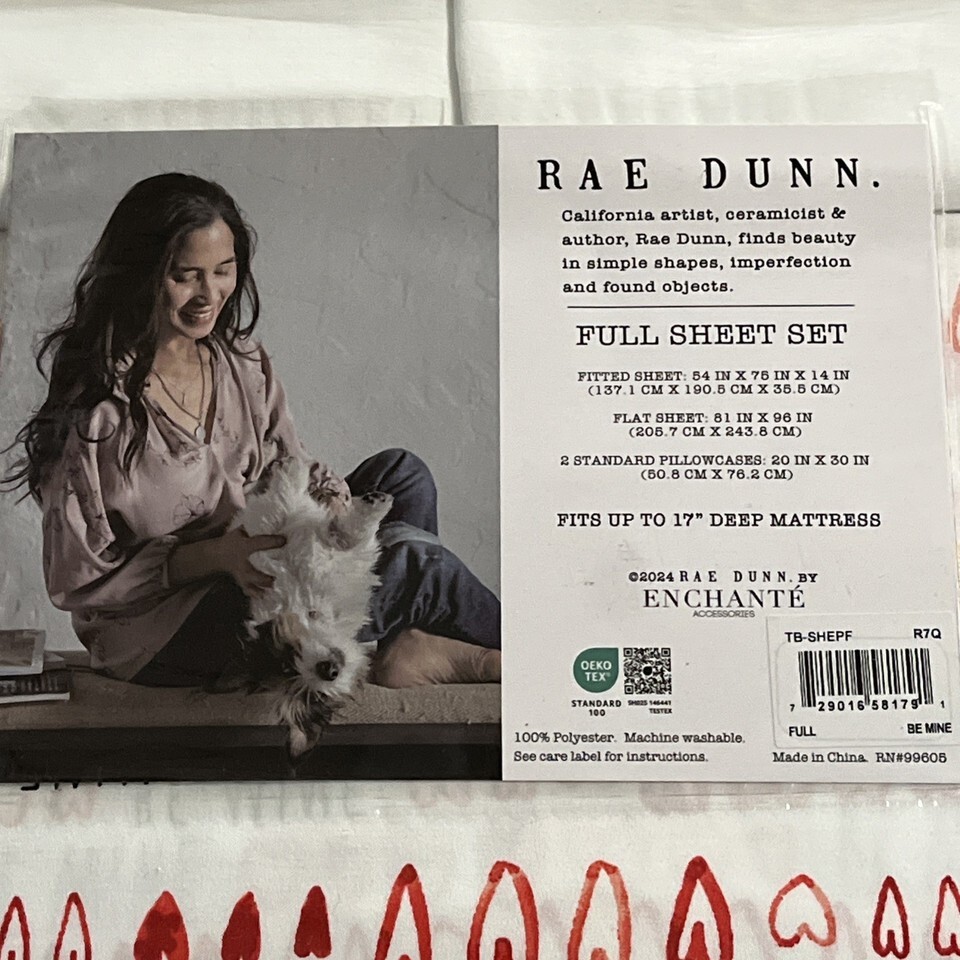 RAE DUNN.
California artist, ceramicist &
author, Rae Dunn, finds beauty
in simple shapes, imperfection
and found objects.
FULL SHEET SET
FITTED SHEET: 54 IN X 75 IN X 14 IN
(137.1 CM X 190.5 CM X 35.5 CM)
FLAT SHEET: 81 IN X 96 IN
(205.7 CM X 243.8 CM)
2 STANDARD PILLOWCASES: 20 IN X 30 IN
(50.8 CM X 76.2 CM)
FITS UP TO 17" DEEP MATTRESS
©2024 RAE DUNN. BY
ENCHANTÉ
ACCESSORIES
OEKO
TEX®
STANDARD
100
SH025 146441
TESTEX
TB-SHEPF R7Q
7 29016 58179 1
FULL BE MINE
100% Polyester. Machine washable.
See care label for instructions.
Made in China. RN#99605